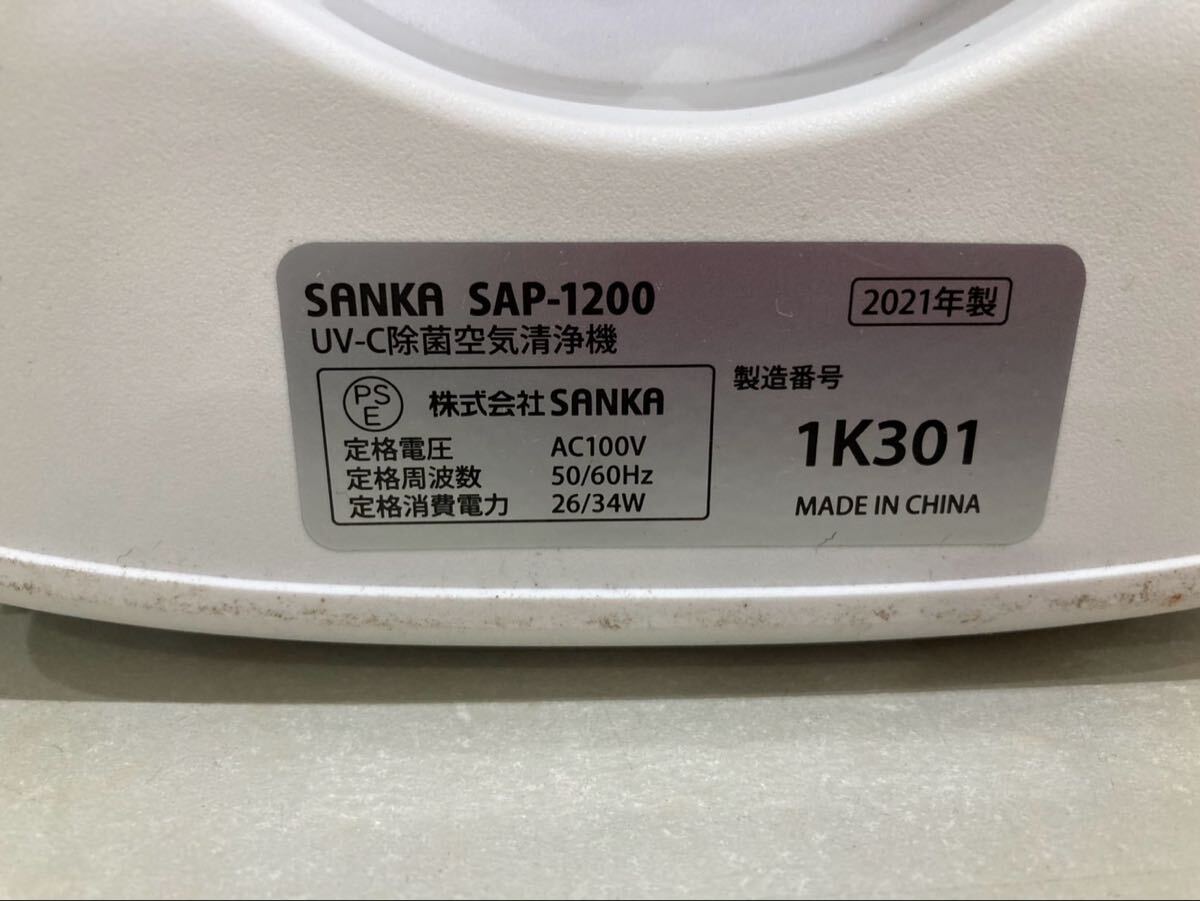 SANKA SAP-1200
2021年製
UV-C除菌空気清浄機
PS
E
株式会社SANKA
定格電圧 AC100V
定格周波数 50/60Hz
定格消費電力 26/34W
製造番号
1K301
MADE IN CHINA